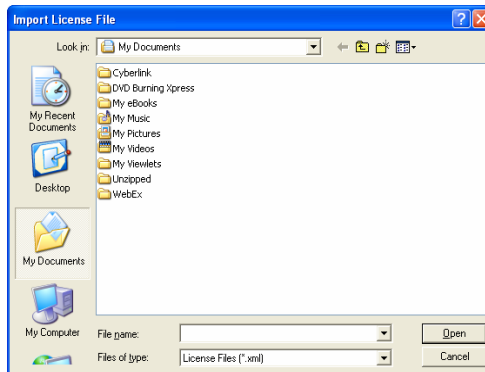 Import License File
Look in:
My Documents
Cyberlink
DVD Burning Xpress
My eBooks
My Music
My Pictures
My Videos
My Viewlets
Unzipped
WebEx
My Recent
Documents
Desktop
My Documents
My Computer
File name:
Open
Files of type:
License Files (*.xml)
Cancel